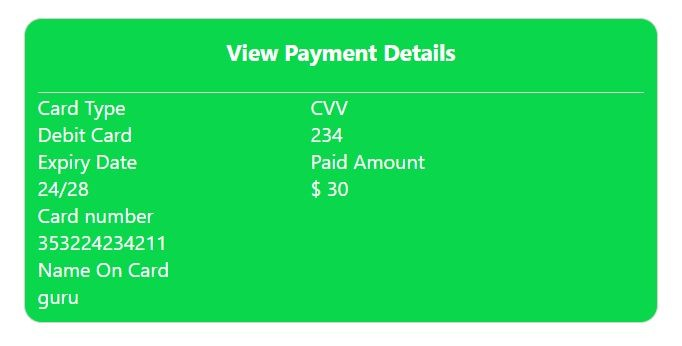 View Payment Details
Card Type
CVV
Debit Card
234
Expiry Date
Paid Amount
24/28
$ 30
Card number
353224234211
Name On Card
guru